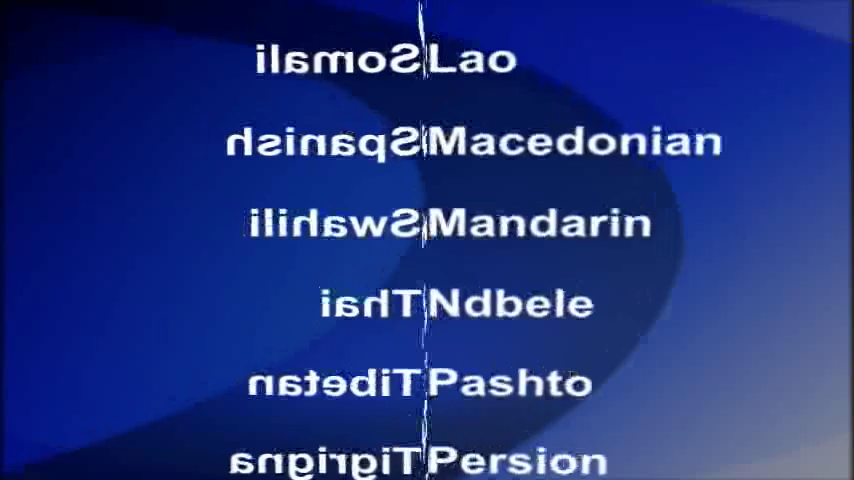 Somali Lao
Spanish Macedonian
Swahili Mandarin
Thai Ndbele
Tibetan Pashto
Tigrigna Persion